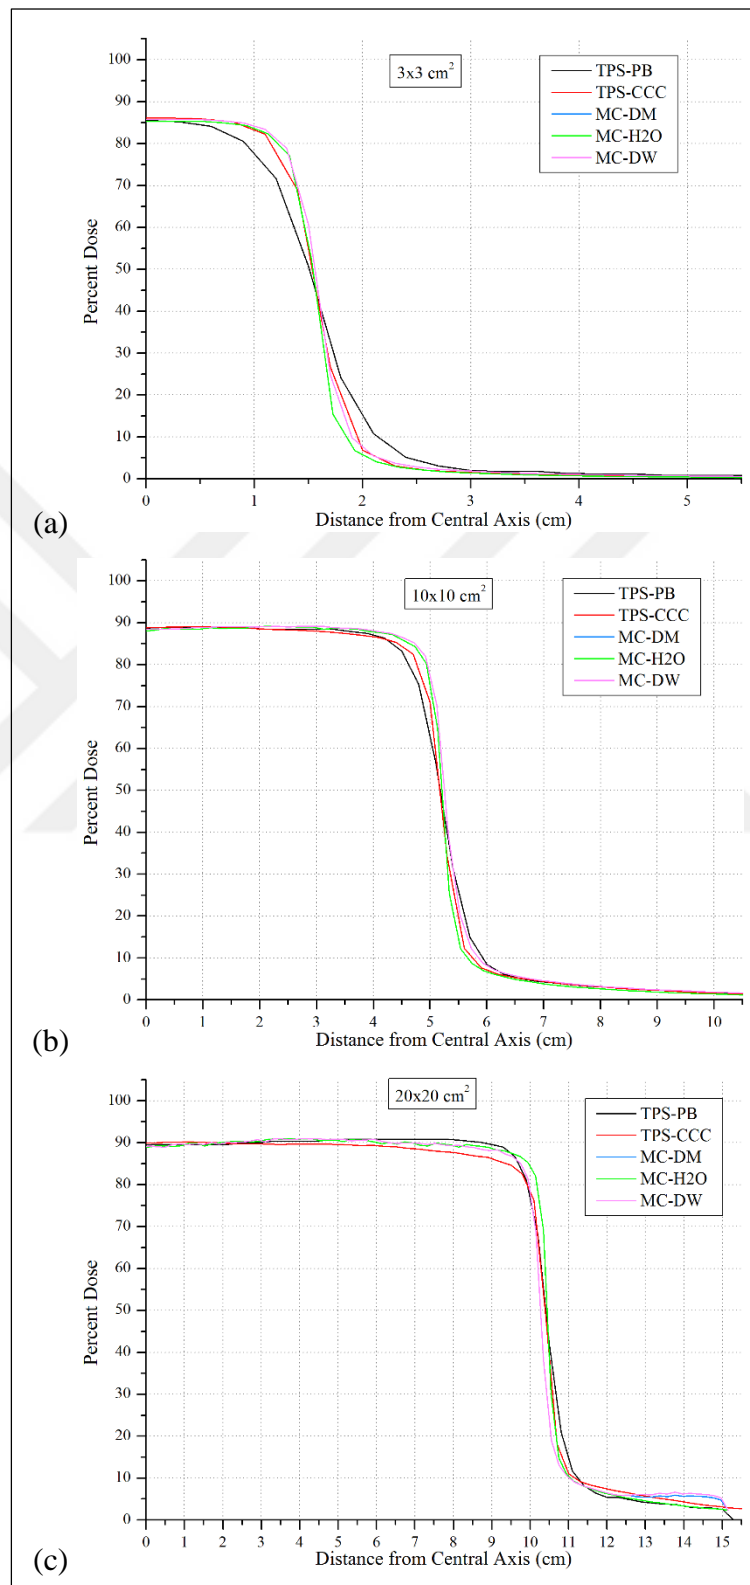 3x3 cm²
TPS-PB
TPS-CCC
MC-DM
MC-H2O
MC-DW
100
90
80
70
60
50
40
30
20
10
0
Percent Dose
0 1 2 3 4 5
Distance from Central Axis (cm)
(a)
10x10 cm²
TPS-PB
TPS-CCC
MC-DM
MC-H2O
MC-DW
100
90
80
70
60
50
40
30
20
10
0
Percent Dose
0 1 2 3 4 5 6 7 8 9 10
Distance from Central Axis (cm)
(b)
20x20 cm²
TPS-PB
TPS-CCC
MC-DM
MC-H2O
MC-DW
100
90
80
70
60
50
40
30
20
10
0
Percent Dose
0 1 2 3 4 5 6 7 8 9 10 11 12 13 14 15
Distance from Central Axis (cm)
(c)